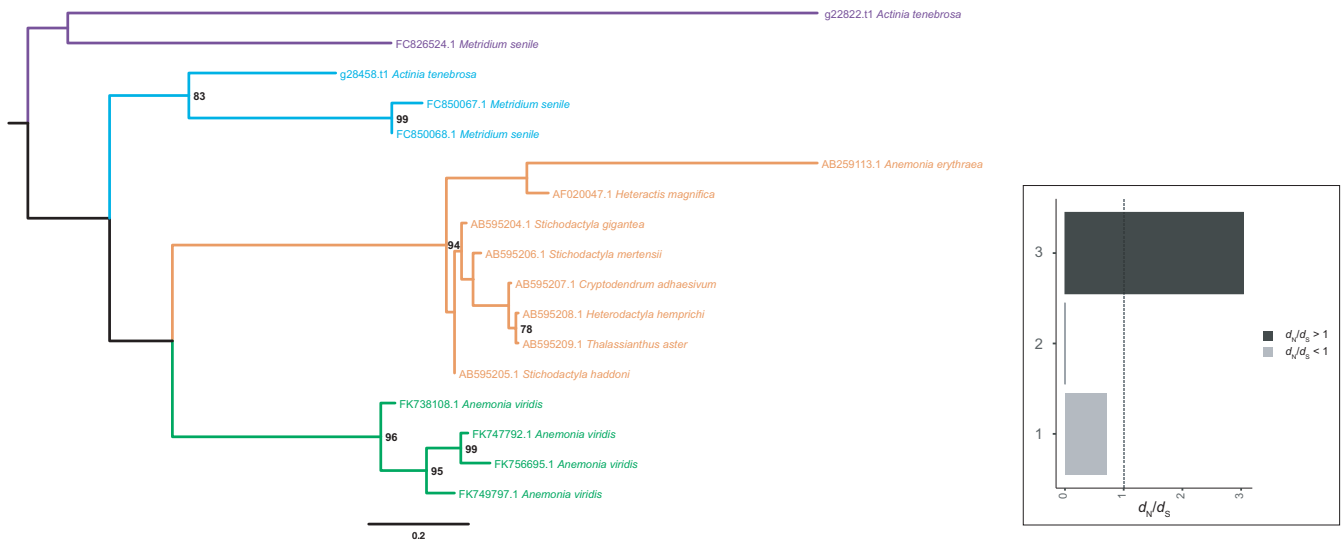 g22822.t1 Actinia tenebrosa
FC826524.1 Metridium senile
g28458.t1 Actinia tenebrosa
83
FC850067.1 Metridium senile
99
FC850068.1 Metridium senile
AB259113.1 Anemonia erythraea
AF020047.1 Heteractis magnifica
AB595204.1 Stichodactyla gigantea
94
AB595206.1 Stichodactyla mertensii
AB595207.1 Cryptodendrum adhaesivum
AB595208.1 Heterodactyla hemprichi
78
AB595209.1 Thalassianthus aster
AB595205.1 Stichodactyla haddoni
FK738108.1 Anemonia viridis
96
FK747792.1 Anemonia viridis
99
FK756695.1 Anemonia viridis
95
FK749797.1 Anemonia viridis
0.2
3
2
1
0
1
2
3
dN/dS
dN/dS > 1
dN/dS < 1